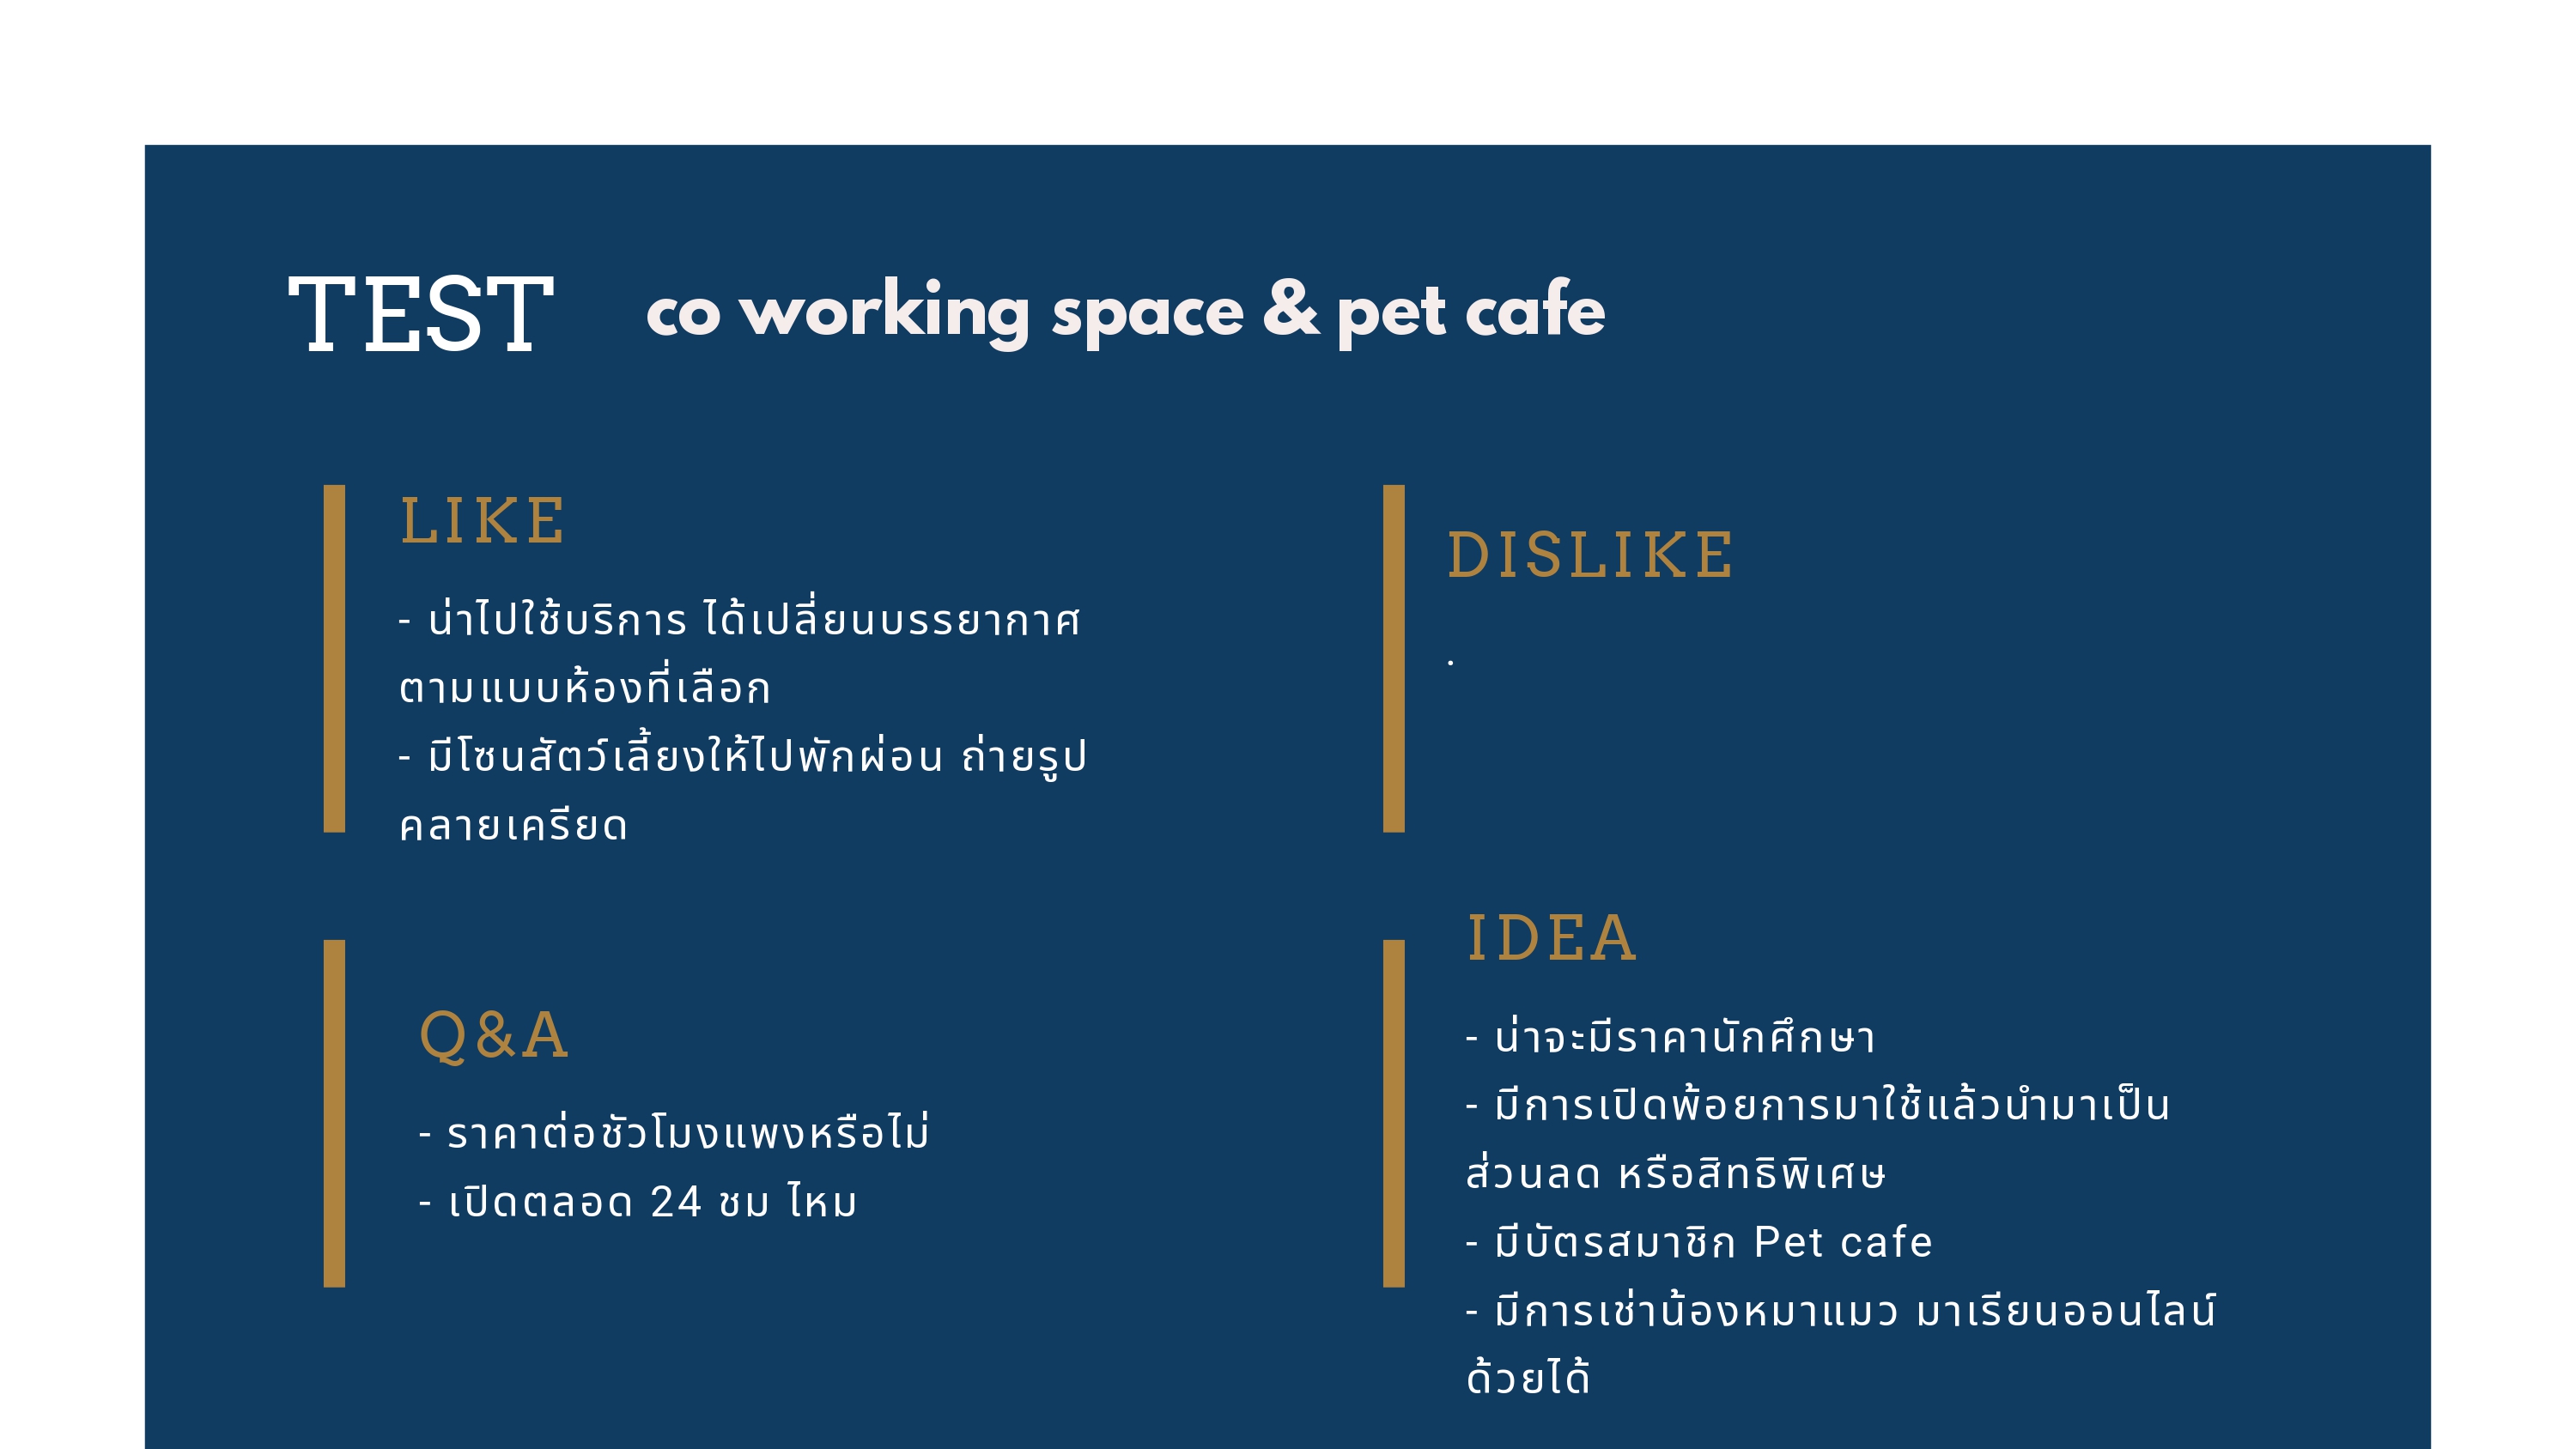 TEST co working space & pet cafe
LIKE
- น่าไปใช้บริการ ได้เปลี่ยนบรรยากาศ
ตามแบบห้องที่เลือก
- มีโซนสัตว์เลี้ยงให้ไปพักผ่อน ถ่ายรูป
คลายเครียด
DISLIKE
.
Q&A
- ราคาต่อชัวโมงแพงหรือไม่
- เปิดตลอด 24 ชม ไหม
IDEA
- น่าจะมีราคานักศึกษา
- มีการเปิดพ้อยการมาใช้แล้วนำมาเป็น
ส่วนลด หรือสิทธิพิเศษ
- มีบัตรสมาชิก Pet cafe
- มีการเช่าน้องหมาแมว มาเรียนออนไลน์
ด้วยได้